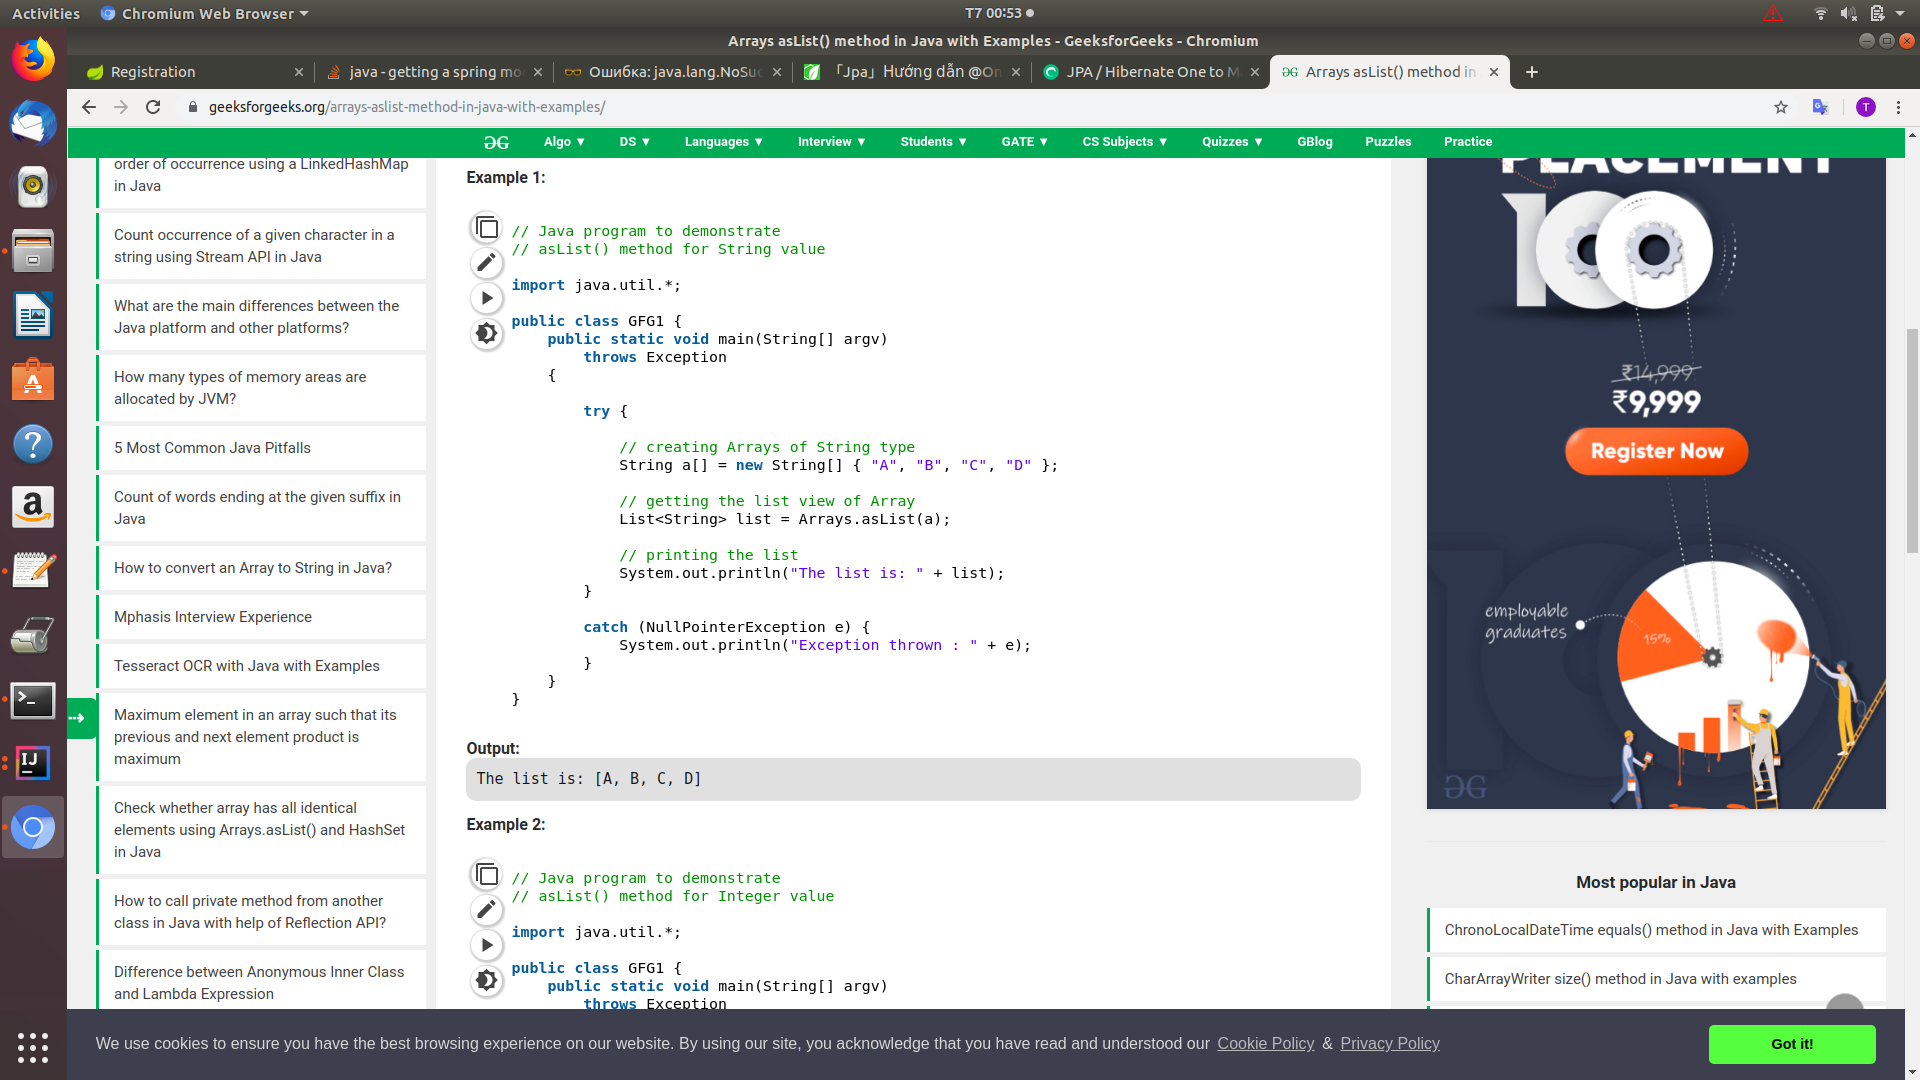 Activities
Chromium Web Browser
T7 00:53
Arrays asList() method in Java with Examples - GeeksforGeeks - Chromium
Registration
java - getting a spring mo
Ошибка: java.lang.NoSuc
「Jpa」Hướng dẫn @On
JPA / Hibernate One to M
Arrays asList() method in
geeksforgeeks.org/arrays-aslist-method-in-java-with-examples/
T
Algo ▼
DS ▼
Languages ▼
Interview ▼
Students ▼
GATE ▼
CS Subjects ▼
Quizzes ▼
GBlog
Puzzles
Practice
order of occurrence using a LinkedHashMap
in Java
Count occurrence of a given character in a
string using Stream API in Java
What are the main differences between the
Java platform and other platforms?
How many types of memory areas are
allocated by JVM?
5 Most Common Java Pitfalls
Count of words ending at the given suffix in
Java
How to convert an Array to String in Java?
Mphasis Interview Experience
Tesseract OCR with Java with Examples
Maximum element in an array such that its
previous and next element product is
maximum
Check whether array has all identical
elements using Arrays.asList() and HashSet
in Java
How to call private method from another
class in Java with help of Reflection API?
Difference between Anonymous Inner Class
and Lambda Expression
Example 1:
// Java program to demonstrate
// asList() method for String value
import java.util.*;
public class GFG1 {
public static void main(String[] argv)
throws Exception
{
try {
// creating Arrays of String type
String a[] = new String[] { "A", "B", "C", "D" };
// getting the list view of Array
List<String> list = Arrays.asList(a);
// printing the list
System.out.println("The list is: " + list);
}
catch (NullPointerException e) {
System.out.println("Exception thrown : " + e);
}
}
}
Output:
The list is: [A, B, C, D]
Example 2:
// Java program to demonstrate
// asList() method for Integer value
import java.util.*;
public class GFG1 {
public static void main(String[] argv)
throws Exception
PLACEMENT
100
₹14,999
₹9,999
Register Now
employable
graduates
15%
Most popular in Java
ChronoLocalDateTime equals() method in Java with Examples
CharArrayWriter size() method in Java with examples
We use cookies to ensure you have the best browsing experience on our website. By using our site, you acknowledge that you have read and understood our Cookie Policy & Privacy Policy
Got it!